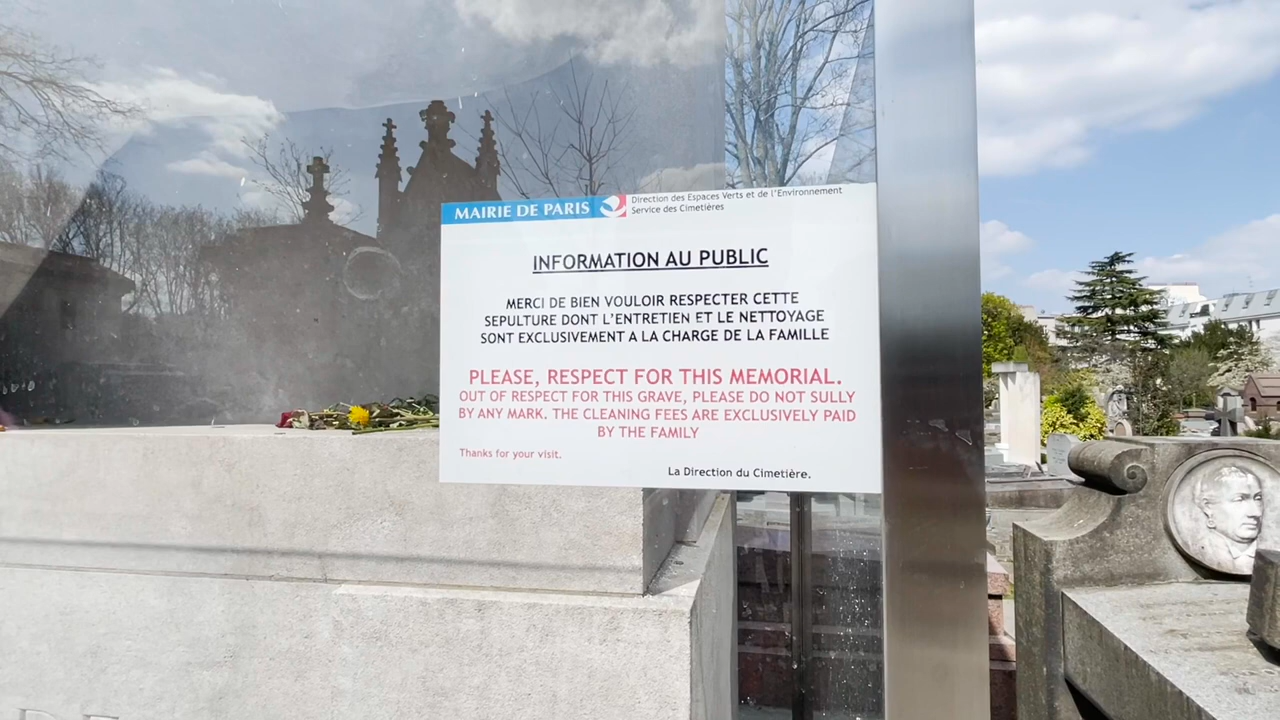 MAIRIE DE PARIS
Direction des Espaces Verts et de l'Environnement
Service des Cimetières
INFORMATION AU PUBLIC
MERCI DE BIEN VOULOIR RESPECTER CETTE
SEPULTURE DONT L'ENTRETIEN ET LE NETTOYAGE
SONT EXCLUSIVEMENT A LA CHARGE DE LA FAMILLE
PLEASE, RESPECT FOR THIS MEMORIAL.
OUT OF RESPECT FOR THIS GRAVE, PLEASE DO NOT SULLY
BY ANY MARK. THE CLEANING FEES ARE EXCLUSIVELY PAID
BY THE FAMILY
Thanks for your visit.
La Direction du Cimetière.